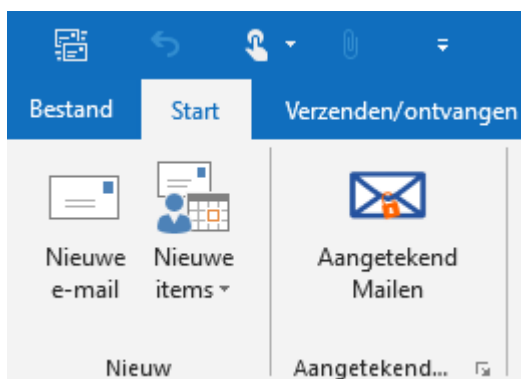 Bestand Start Verzenden/ontvangen
Nieuwe e-mail
Nieuwe items
Aangetekend Mailen
Nieuw Aangetekend...